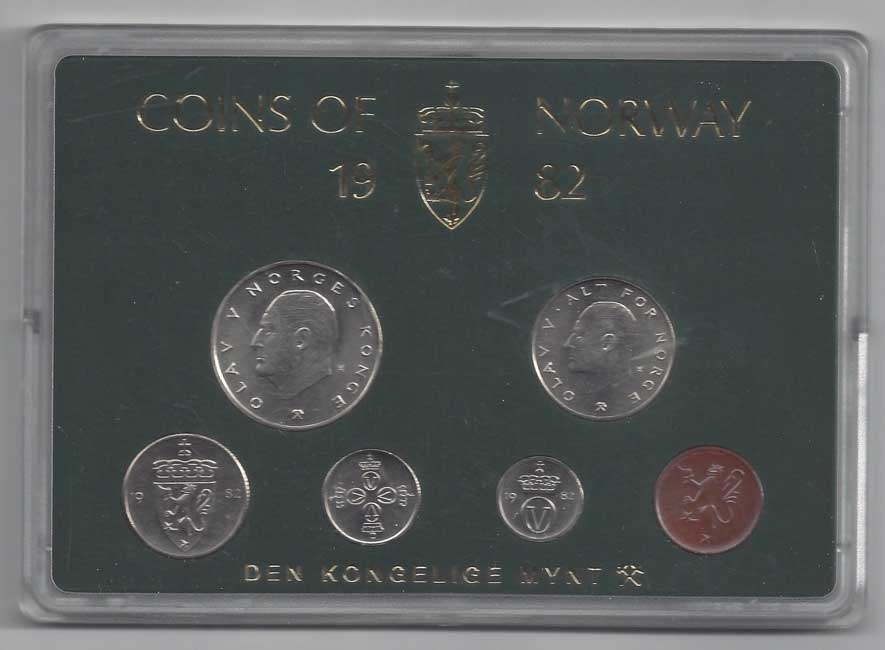 COINS OF NORWAY
19 82
OLAV V NORGES KONGE
OLAV V · ALT FOR NORGE
19 82
V V V V
19 82
V
DEN KONGELIGE MYNT